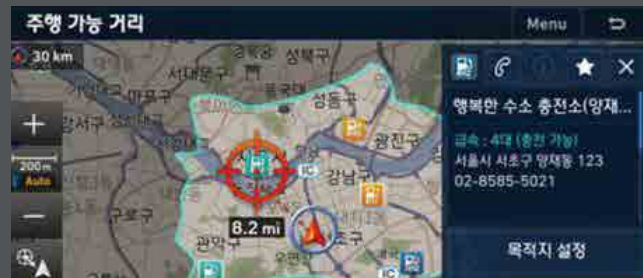 주행 가능 거리
Menu
30 km
성북구
서대문구
마포구
성동구
강서구
광진구
행복한 수소 충전소(양재...
급속 : 4대 (충전 가능)
서울시 서초구 양재동 123
02-8585-5021
200m
Auto
IC
강남구
구로구
8.2 mi
초구
관악구
IC
목적지 설정